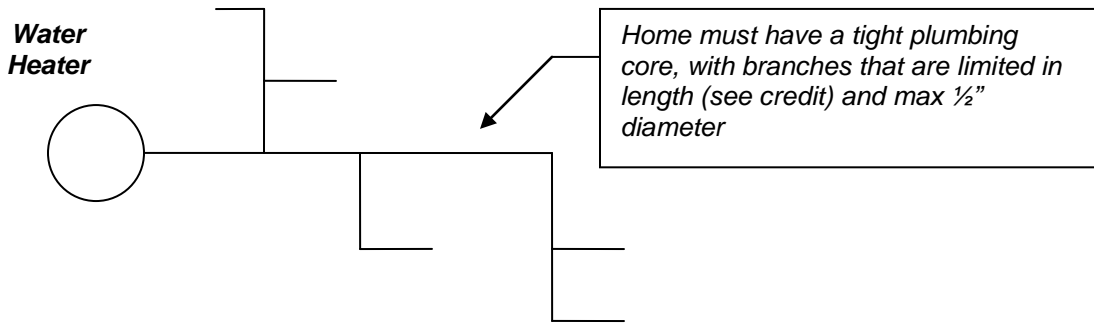 Water
Heater
Home must have a tight plumbing
core, with branches that are limited in
length (see credit) and max ½”
diameter